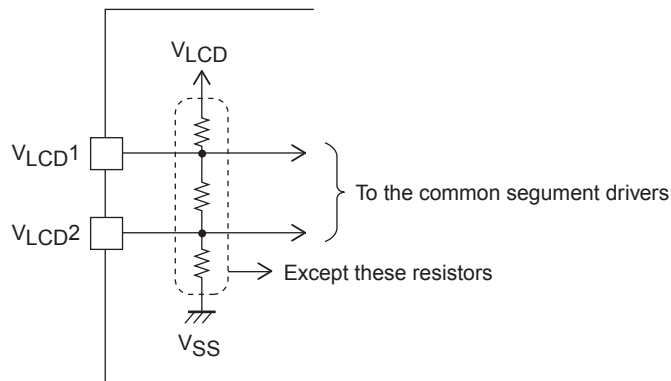 VLCD
VLCD1
To the common segument drivers
VLCD2
Except these resistors
VSS